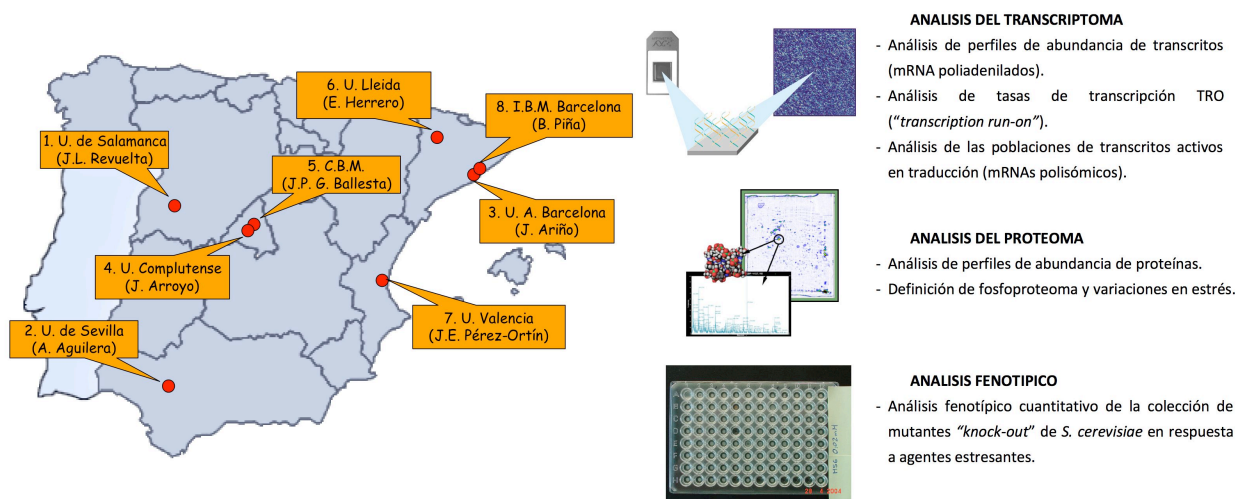 6. U. Lleida
(E. Herrero)
8. I.B.M. Barcelona
(B. Piña)
1. U. de Salamanca
(J.L. Revuelta)
5. C.B.M.
(J.P. G. Ballesta)
3. U. A. Barcelona
(J. Ariño)
4. U. Complutense
(J. Arroyo)
2. U. de Sevilla
(A. Aguilera)
7. U. Valencia
(J.E. Pérez-Ortín)
ANALISIS DEL TRANSCRIPTOMA
- Análisis de perfiles de abundancia de transcritos
(mRNA poliadenilados).
- Análisis de tasas de transcripción TRO
(“transcription run-on”).
- Análisis de las poblaciones de transcritos activos
en traducción (mRNAs polisómicos).
ANALISIS DEL PROTEOMA
- Análisis de perfiles de abundancia de proteínas.
- Definición de fosfoproteoma y variaciones en estrés.
ANALISIS FENOTIPICO
- Análisis fenotípico cuantitativo de la colección de
mutantes “knock-out” de S. cerevisiae en respuesta
a agentes estresantes.